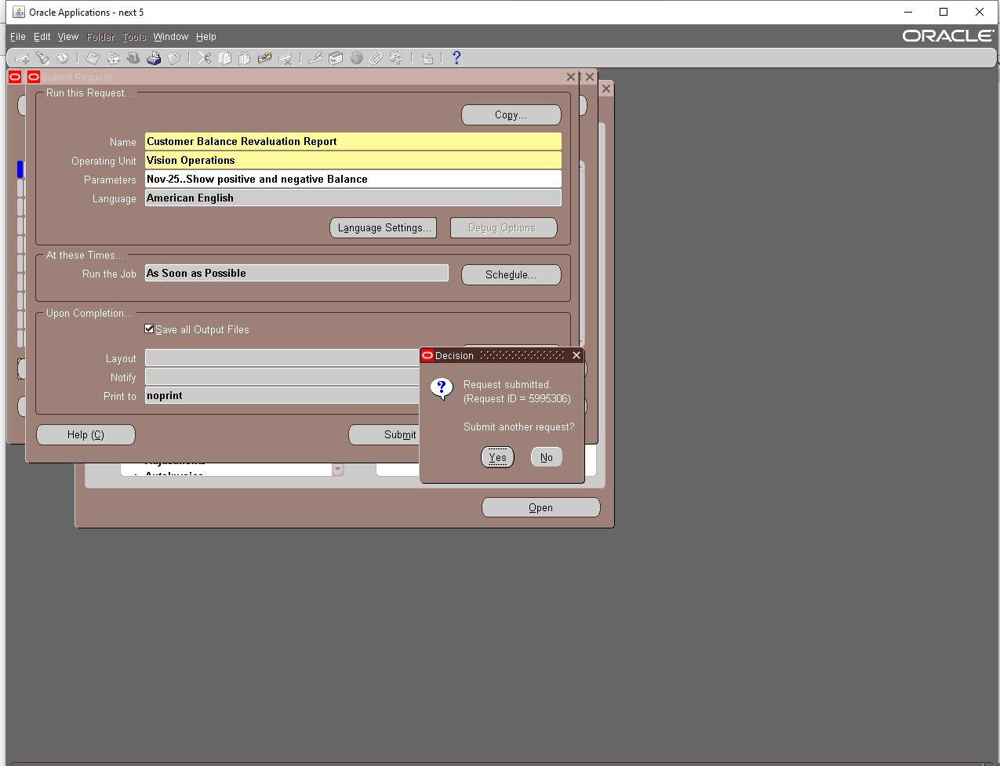 Oracle Applications - next 5
File Edit View Folder Tools Window Help
ORACLE
Submit Request
Run this Request...
Copy...
Name Customer Balance Revaluation Report
Operating Unit Vision Operations
Parameters Nov-25..Show positive and negative Balance
Language American English
Language Settings... Debug Options
At these Times...
Run the Job As Soon as Possible Schedule...
Upon Completion...
Save all Output Files
Layout
Notify
Print to noprint
Help (C) Submit
Decision
Request submitted.
(Request ID = 5995306)
Submit another request?
Yes No
Open